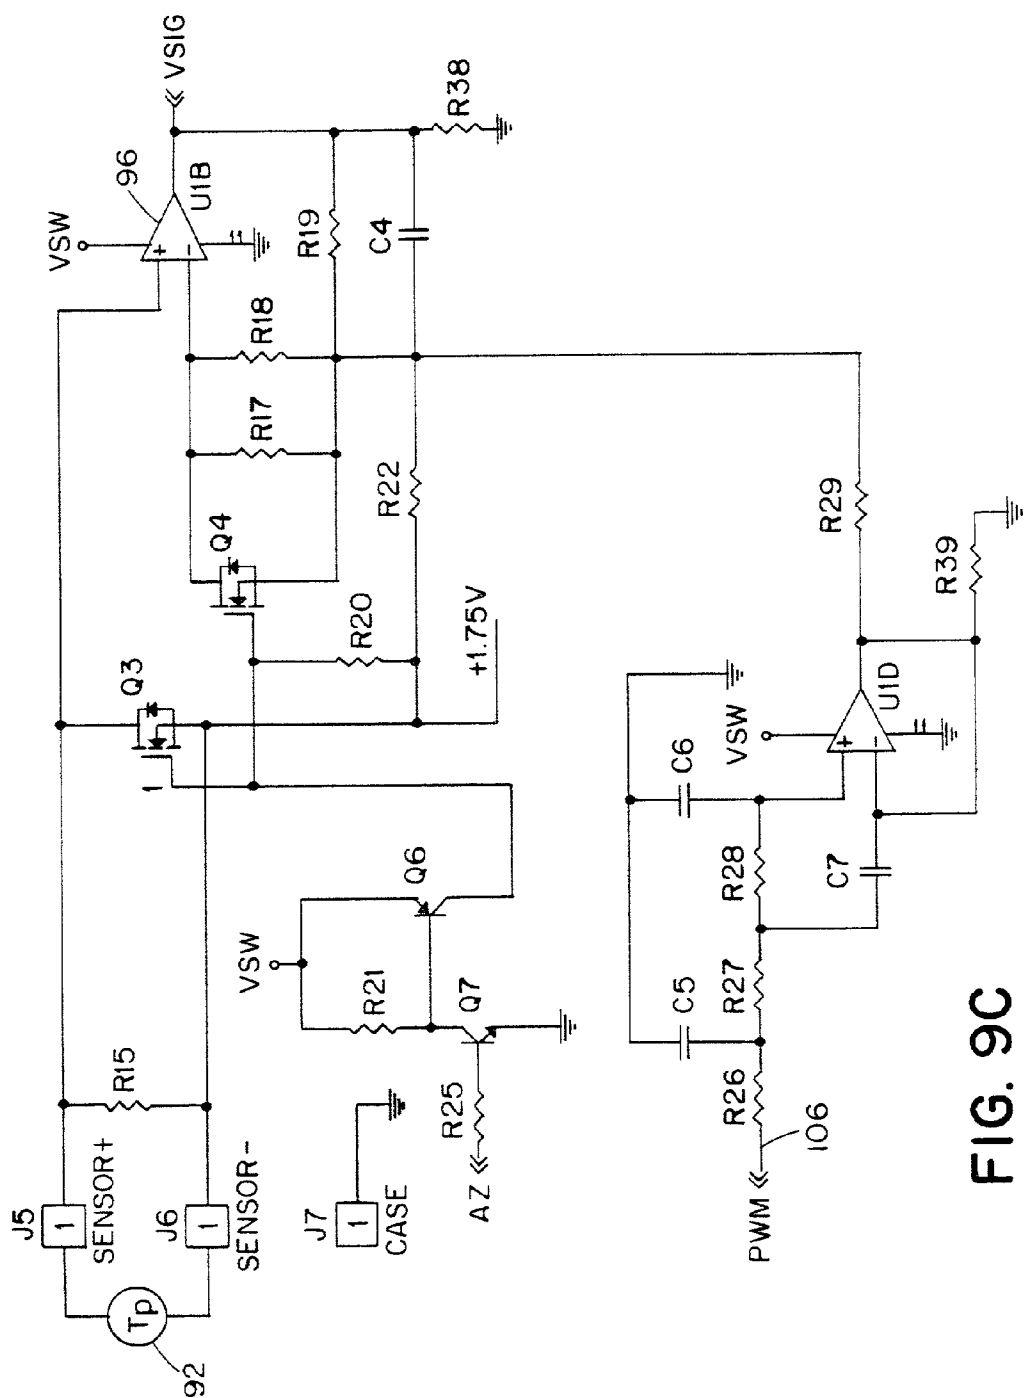 J5
1
SENSOR+
Tp
92
R15
J6
1
SENSOR-
Q3
1
+
-
VSW
96
U1B
11
VSIG
Q4
R17
R18
R19
C4
R38
R20
R22
+1.75V
J7
1
CASE
VSW
R21
Q6
Q7
R25
AZ
PWM
106
R26
C5
R27
R28
C6
C7
VSW
+
-
U1D
11
R29
R39
FIG. 9C